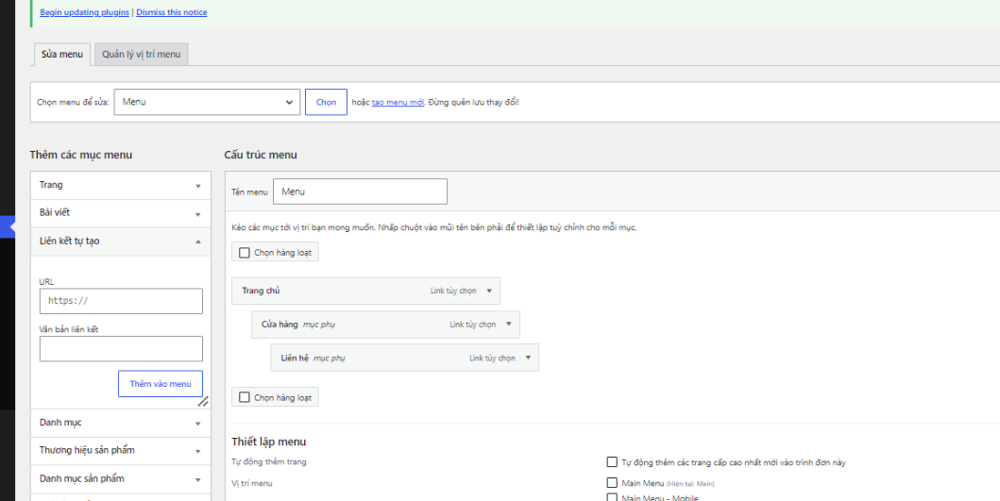 Begin updating plugins | Dismiss this notice
Sửa menu
Quản lý vị trí menu
Chọn menu để sửa: Menu Chọn hoặc tạo menu mới. Đừng quên lưu thay đổi!
Thêm các mục menu
Cấu trúc menu
Trang
Bài viết
Liên kết tự tạo
URL
https://
Văn bản liên kết
Thêm vào menu
Danh mục
Thương hiệu sản phẩm
Danh mục sản phẩm
Tên menu Menu
Kéo các mục tới vị trí bạn mong muốn. Nhấp chuột vào mũi tên bên phải để thiết lập tuỳ chỉnh cho mỗi mục.
Chọn hàng loạt
Trang chủ Link tùy chọn
Cửa hàng mục phụ Link tùy chọn
Liên hệ mục phụ Link tùy chọn
Chọn hàng loạt
Thiết lập menu
Tự động thêm trang
Tự động thêm các trang cấp cao nhất mới vào trình đơn này
Vị trí menu
Main Menu (Hiện tại: Main)
Main Menu - Mobile